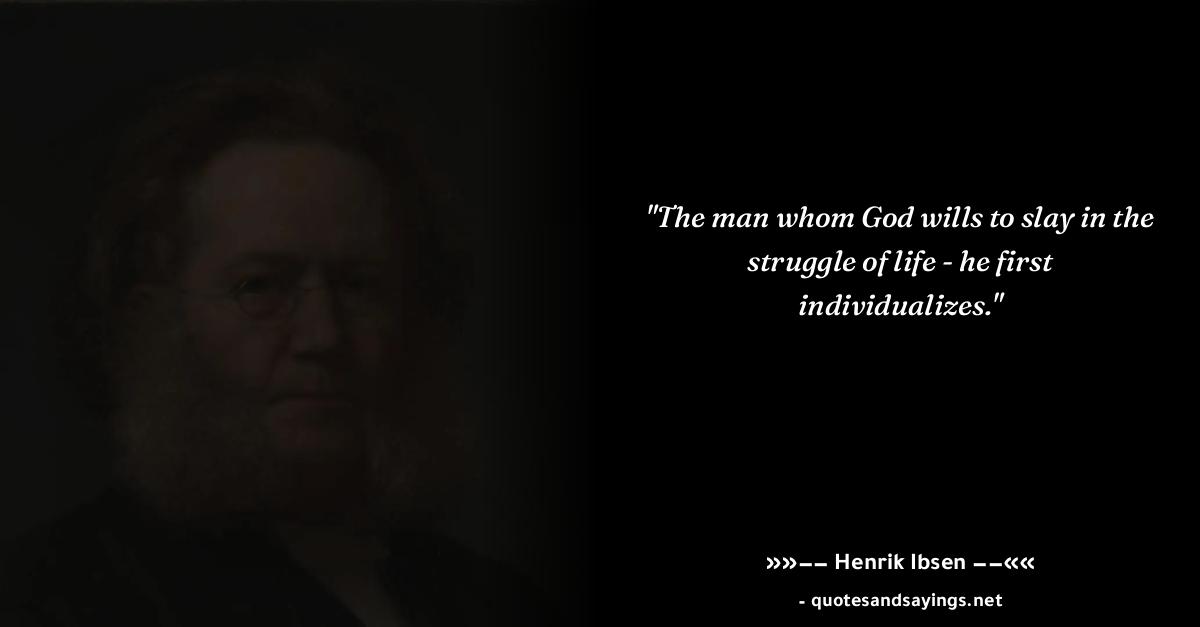 "The man whom God wills to slay in the
struggle of life - he first
individualizes."
»»−− Henrik Ibsen −−««
- quotesandsayings.net